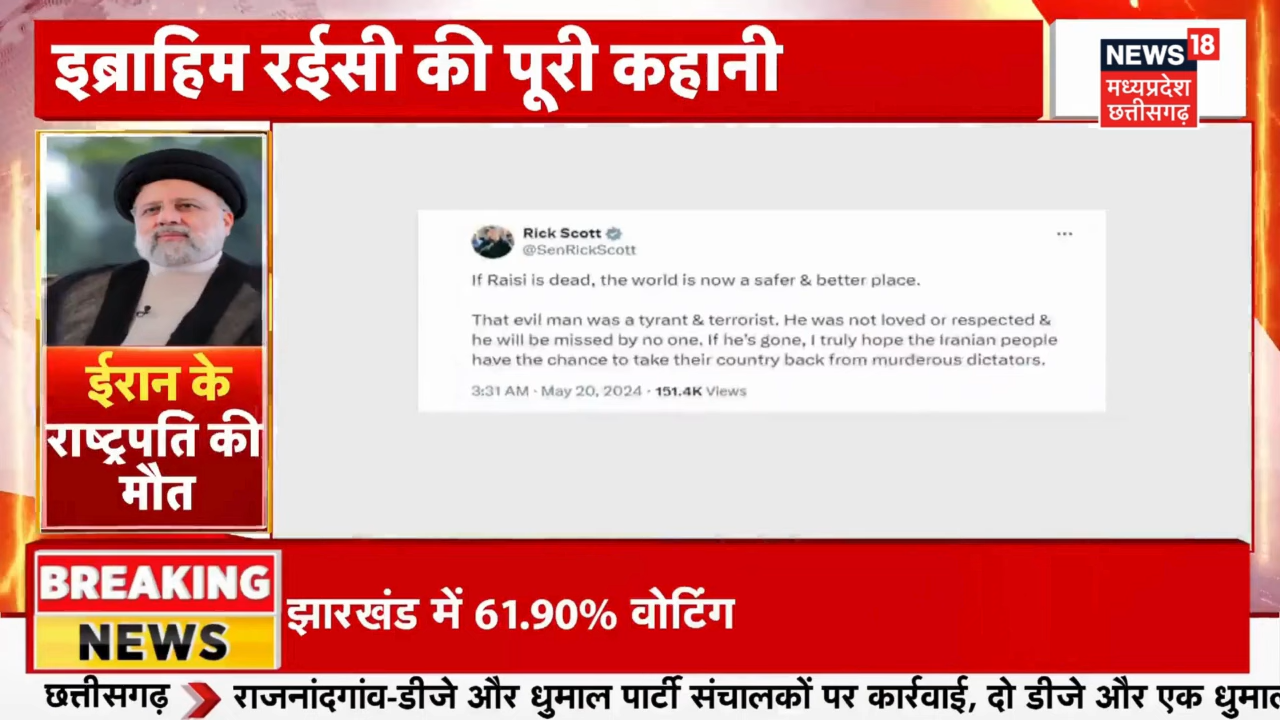 इब्राहिम रईसी की पूरी कहानी
NEWS 18
मध्यप्रदेश
छत्तीसगढ़
ईरान के
राष्ट्रपति की
मौत
Rick Scott
@SenRickScott
If Raisi is dead, the world is now a safer & better place.
That evil man was a tyrant & terrorist. He was not loved or respected &
he will be missed by no one. If he's gone, I truly hope the Iranian people
have the chance to take their country back from murderous dictators.
3:31 AM · May 20, 2024 · 151.4K Views
BREAKING
NEWS
झारखंड में 61.90% वोटिंग
छत्तीसगढ़ राजनांदगांव-डीजे और धुमाल पार्टी संचालकों पर कार्रवाई, दो डीजे और एक धुमाल